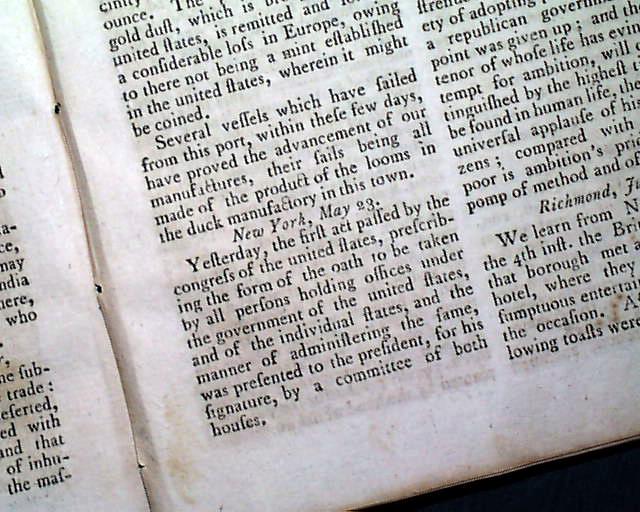 a-
ce,
may
ndia
here,
who
he sub-
trade:
eserted,
ed with
and that
of inhu-
the mas-
ounce. The
gold dust, which is
united ſtates, is remitted and
a conſiderable loſs in Europe, owing
to there not being a mint eſtabliſhed
in the united ſtates, wherein it might
be coined.
Several veſſels which have ſailed
from this port, within theſe few days,
have proved the advancement of our
manufactures, their ſails being all
made of the product of the looms in
the duck manufactory in this town.
New York, May 23.
Yeſterday, the firſt act paſſed by the
congreſs of the united ſtates, preſcrib-
ing the form of the oath to be taken
by all perſons holding offices under
the government of the united ſtates,
and of the individual ſtates, and the
manner of adminiſtering the ſame,
was preſented to the preſident, for his
ſignature, by a committee of both
houſes.
ety of adopting
a republican governm
point was given up; and th
tenor of whoſe life has evin
tempt for ambition, will
tinguiſhed by the higheſt
be found in human life, the
univerſal applauſe of his
zens; compared with
poor is ambition's pri
pomp of method and
Richmond, J
We learn from N
the 4th inſt. the Bri
that borough met
hotel, where they
ſumptuous entertai
the occaſion. A
lowing toaſts were